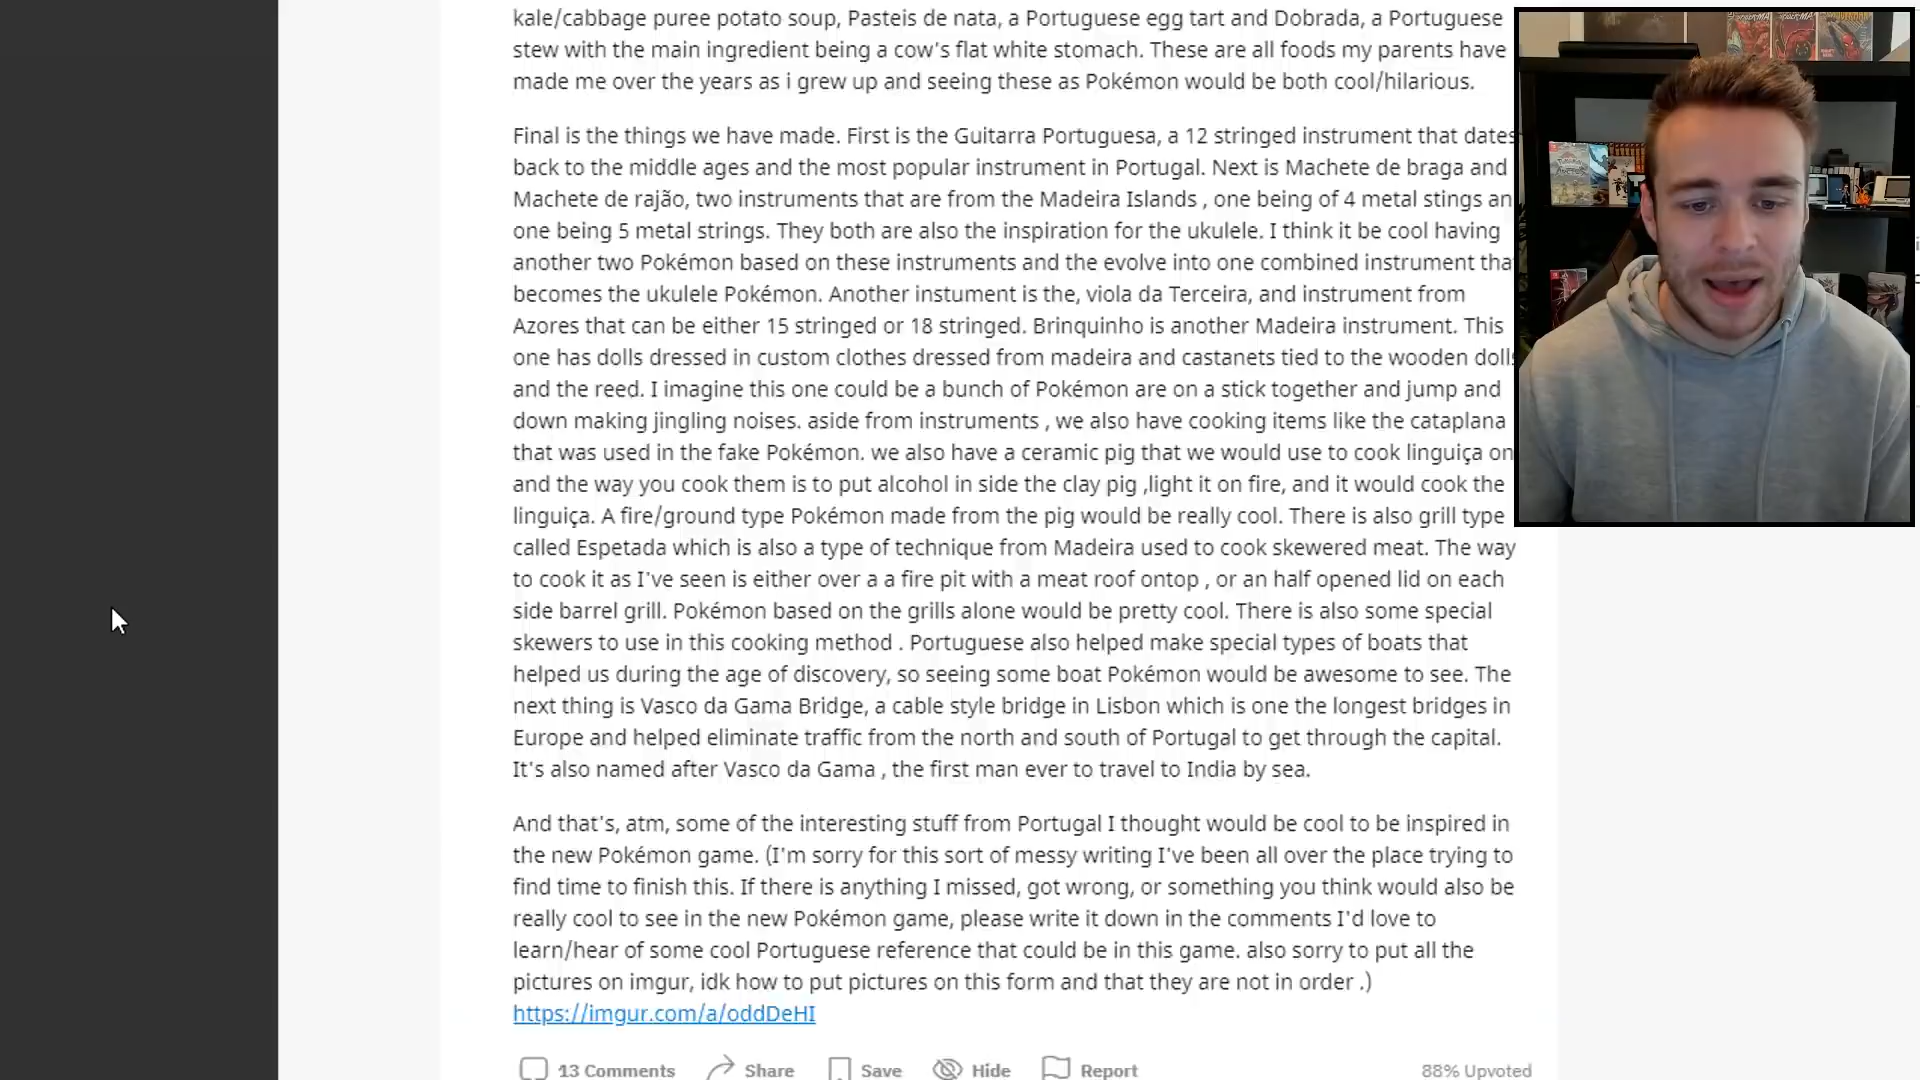 kale/cabbage puree potato soup, Pasteis de nata, a Portuguese egg tart and Dobrada, a Portuguese
stew with the main ingredient being a cow's flat white stomach. These are all foods my parents have
made me over the years as i grew up and seeing these as Pokémon would be both cool/hilarious.
Final is the things we have made. First is the Guitarra Portuguesa, a 12 stringed instrument that dates
back to the middle ages and the most popular instrument in Portugal. Next is Machete de braga and
Machete de rajão, two instruments that are from the Madeira Islands , one being of 4 metal stings an
one being 5 metal strings. They both are also the inspiration for the ukulele. I think it be cool having
another two Pokémon based on these instruments and the evolve into one combined instrument tha
becomes the ukulele Pokémon. Another instument is the, viola da Terceira, and instrument from
Azores that can be either 15 stringed or 18 stringed. Brinquinho is another Madeira instrument. This
one has dolls dressed in custom clothes dressed from madeira and castanets tied to the wooden dolls
and the reed. I imagine this one could be a bunch of Pokémon are on a stick together and jump and
down making jingling noises. aside from instruments , we also have cooking items like the cataplana
that was used in the fake Pokémon. we also have a ceramic pig that we would use to cook linguiça on
and the way you cook them is to put alcohol in side the clay pig ,light it on fire, and it would cook the
linguiça. A fire/ground type Pokémon made from the pig would be really cool. There is also grill type
called Espetada which is also a type of technique from Madeira used to cook skewered meat. The way
to cook it as I've seen is either over a a fire pit with a meat roof ontop , or an half opened lid on each
side barrel grill. Pokémon based on the grills alone would be pretty cool. There is also some special
skewers to use in this cooking method . Portuguese also helped make special types of boats that
helped us during the age of discovery, so seeing some boat Pokémon would be awesome to see. The
next thing is Vasco da Gama Bridge, a cable style bridge in Lisbon which is one the longest bridges in
Europe and helped eliminate traffic from the north and south of Portugal to get through the capital.
It's also named after Vasco da Gama , the first man ever to travel to India by sea.
And that's, atm, some of the interesting stuff from Portugal I thought would be cool to be inspired in
the new Pokémon game. (I'm sorry for this sort of messy writing I've been all over the place trying to
find time to finish this. If there is anything I missed, got wrong, or something you think would also be
really cool to see in the new Pokémon game, please write it down in the comments I'd love to
learn/hear of some cool Portuguese reference that could be in this game. also sorry to put all the
pictures on imgur, idk how to put pictures on this form and that they are not in order .)
https://imgur.com/a/oddDeHI
13 Comments Share Save Hide Report 88% Upvoted